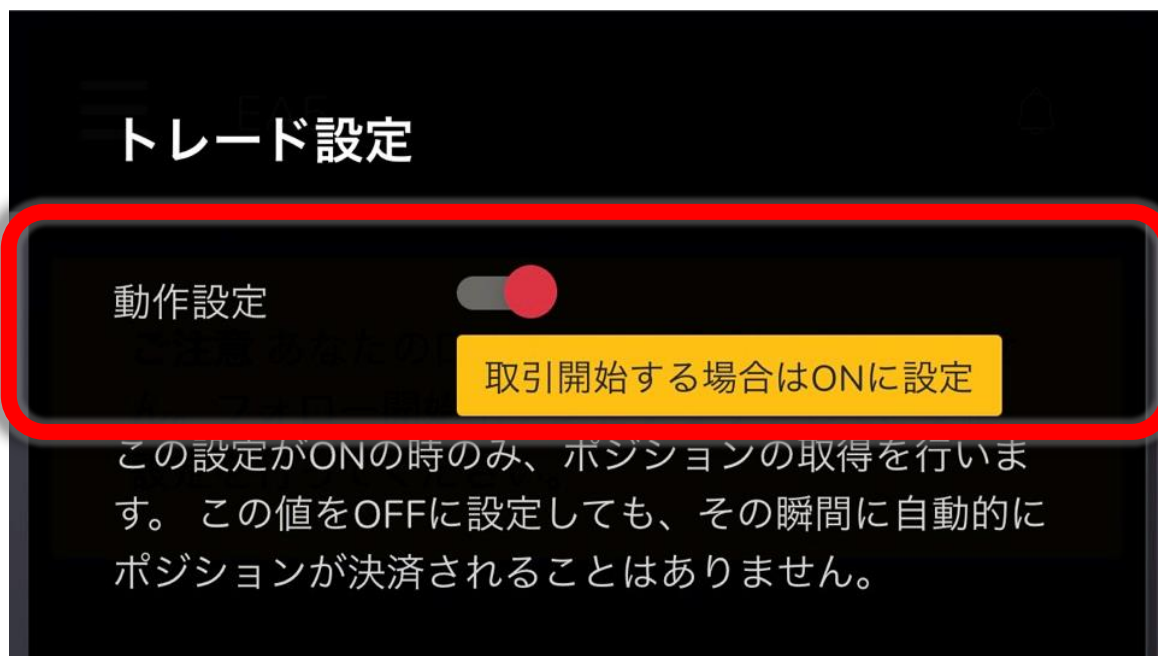 トレード設定
動作設定
取引開始する場合はONに設定
この設定がONの時のみ、ポジションの取得を行いま
す。 この値をOFFに設定しても、その瞬間に自動的に
ポジションが決済されることはありません。